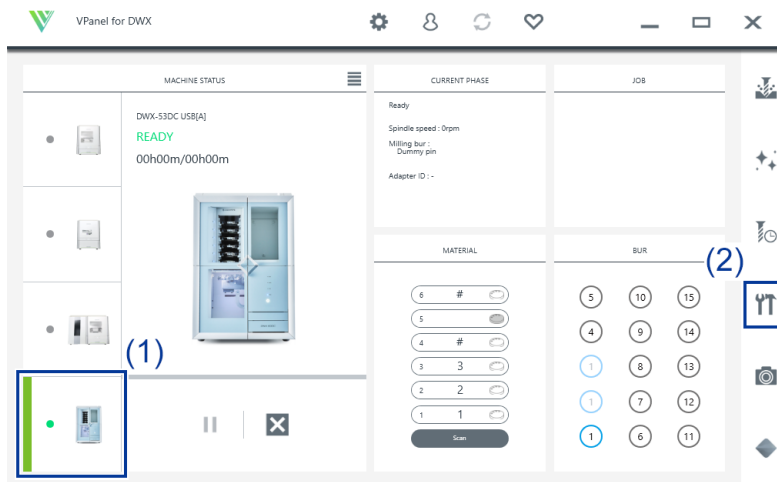 VPanel for DWX
MACHINE STATUS
DWX-53DC USB[A]
READY
00h00m/00h00m
(1)
CURRENT PHASE
Ready
Spindle speed : 0rpm
Milling bur :
Dummy pin
Adapter ID : -
JOB
MATERIAL
6 #
5
4 #
3 3
2 2
1 1
Scan
BUR
(2)
5 10 15
4 9 14
1 8 13
1 7 12
1 6 11